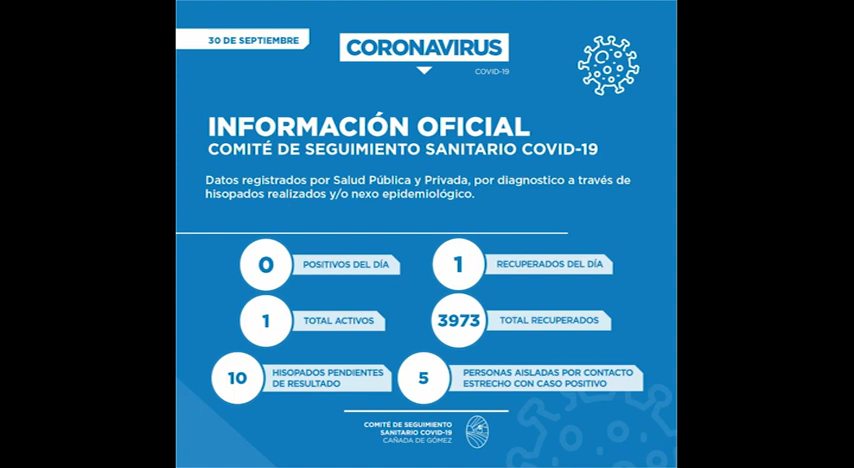 30 DE SEPTIEMBRE
CORONAVIRUS
COVID-19
INFORMACIÓN OFICIAL
COMITÉ DE SEGUIMIENTO SANITARIO COVID-19
Datos registrados por Salud Pública y Privada, por diagnostico a través de
hisopados realizados y/o nexo epidemiológico.
0 POSITIVOS DEL DÍA
1 RECUPERADOS DEL DÍA
1 TOTAL ACTIVOS
3973 TOTAL RECUPERADOS
10 HISOPADOS PENDIENTES
DE RESULTADO
5 PERSONAS AISLADAS POR CONTACTO
ESTRECHO CON CASO POSITIVO
COMITÉ DE SEGUIMIENTO
SANITARIO COVID-19
CAÑADA DE GÓMEZ